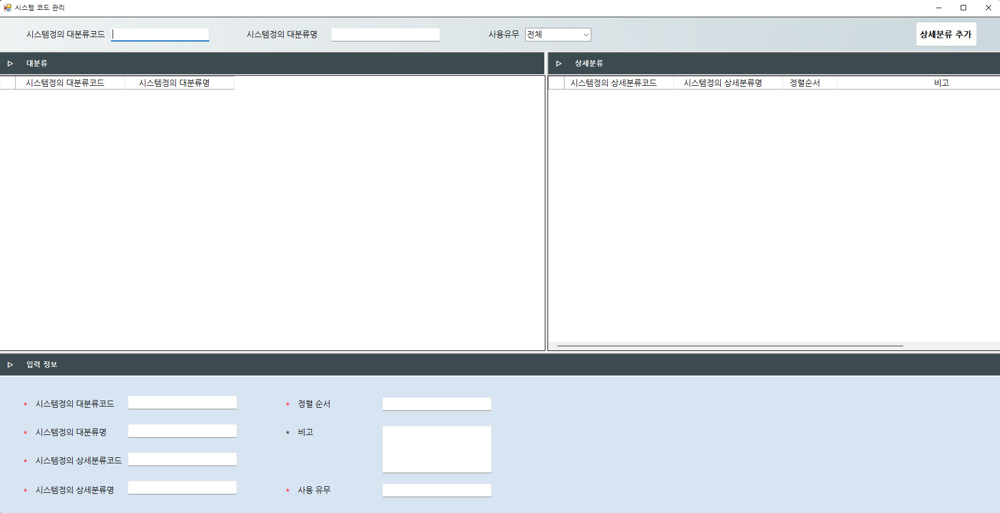 시스템 코드 관리
시스템정의 대분류코드 시스템정의 대분류명 사용유무 전체 상세분류 추가
▷ 대분류 ▷ 상세분류
시스템정의 대분류코드 시스템정의 대분류명 시스템정의 상세분류코드 시스템정의 상세분류명 정렬순서 비고
▷ 입력 정보
* 시스템정의 대분류코드 * 정렬 순서
* 시스템정의 대분류명 * 비고
* 시스템정의 상세분류코드
* 시스템정의 상세분류명 * 사용 유무